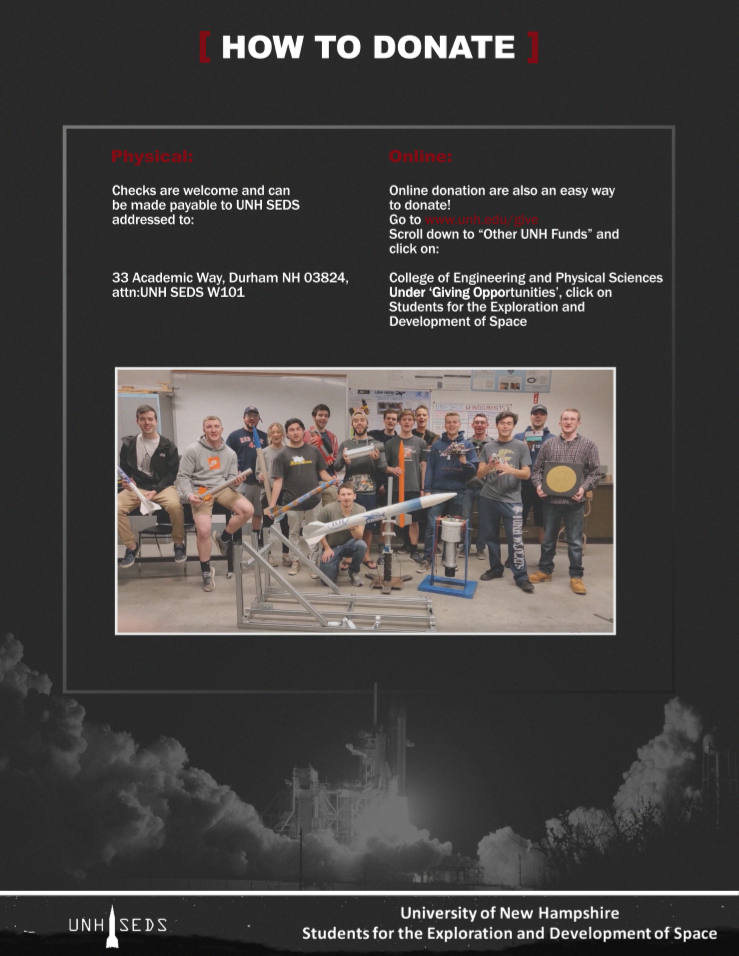 [ HOW TO DONATE ]
Physical:
Checks are welcome and can
be made payable to UNH SEDS
addressed to:
33 Academic Way, Durham NH 03824,
attn:UNH SEDS W101
Online:
Online donation are also an easy way
to donate!
Go to www.unh.edu/give
Scroll down to “Other UNH Funds” and
click on:
College of Engineering and Physical Sciences
Under ‘Giving Opportunities’, click on
Students for the Exploration and
Development of Space
UNH SEDS
University of New Hampshire
Students for the Exploration and Development of Space